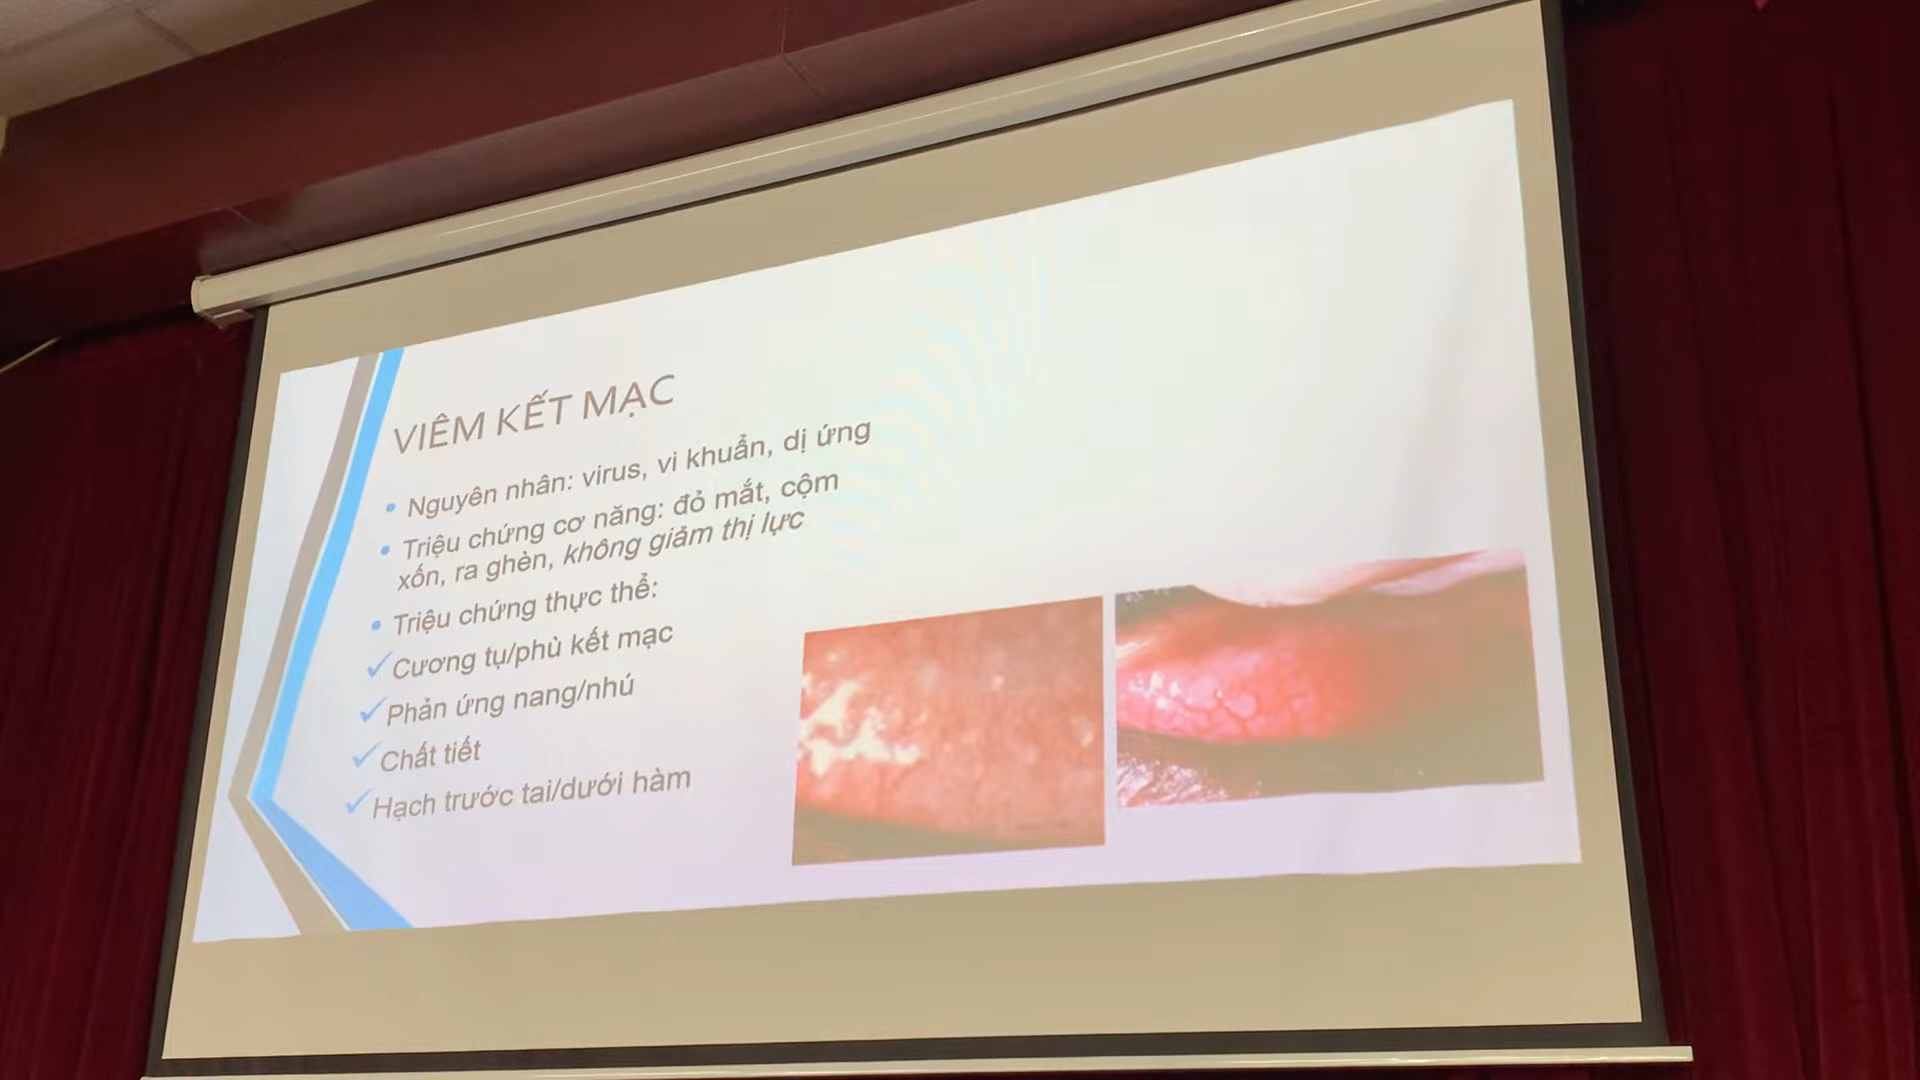 VIÊM KẾT MẠC
Nguyên nhân: virus, vi khuẩn, dị ứng
Triệu chứng cơ năng: đỏ mắt, cộm
xốn, ra ghèn, không giảm thị lực
Triệu chứng thực thể:
Cương tụ/phù kết mạc
Phản ứng nang/nhú
Chất tiết
Hạch trước tai/dưới hàm